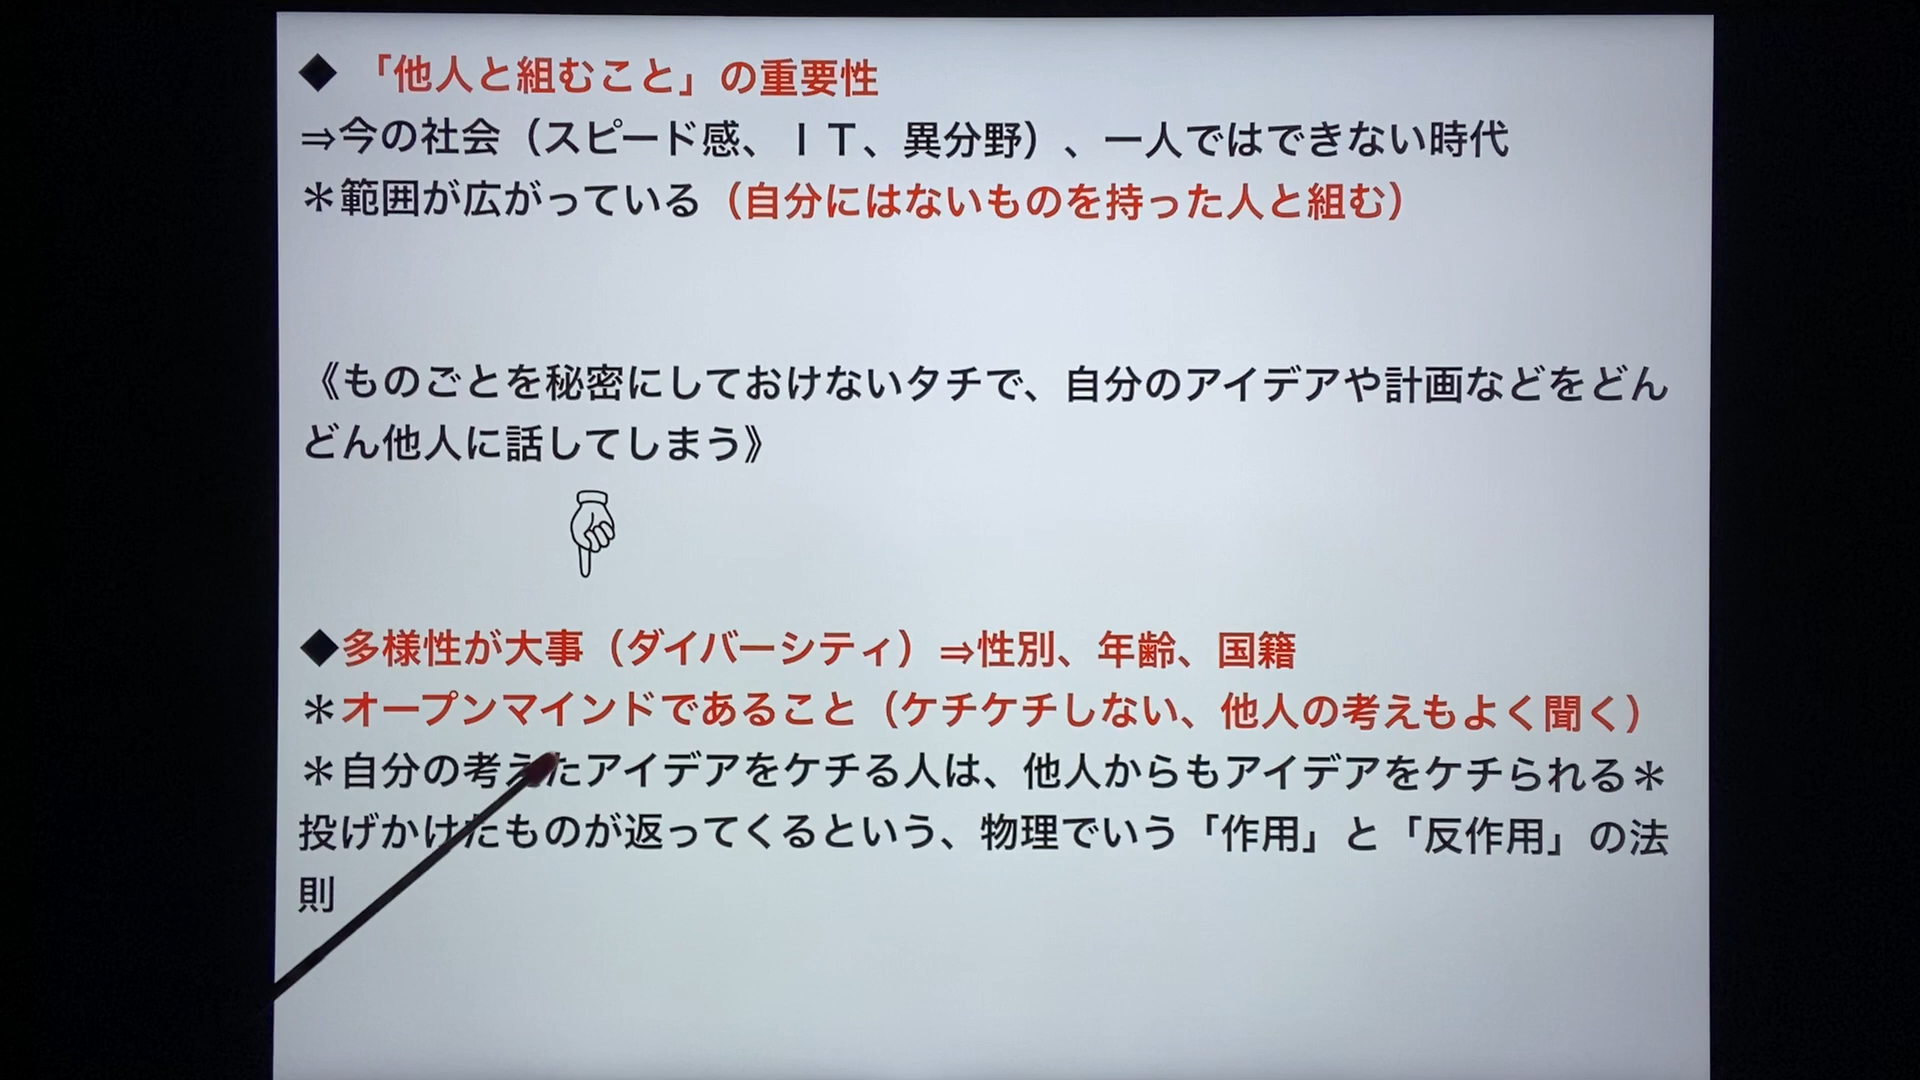 ◆「他人と組むこと」の重要性
⇒今の社会（スピード感、ＩＴ、異分野）、一人ではできない時代
＊範囲が広がっている（自分にはないものを持った人と組む）
《ものごとを秘密にしておけないタチで、自分のアイデアや計画などをどん
どん他人に話してしまう》
◆多様性が大事（ダイバーシティ）⇒性別、年齢、国籍
＊オープンマインドであること（ケチケチしない、他人の考えもよく聞く）
＊自分の考えたアイデアをケチる人は、他人からもアイデアをケチられる＊
投げかけたものが返ってくるという、物理でいう「作用」と「反作用」の法
則